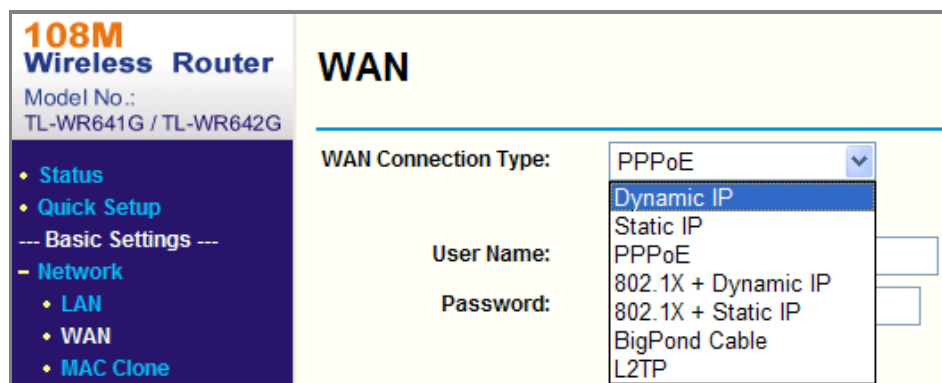 108M
Wireless Router
Model No.:
TL-WR641G / TL-WR642G
• Status
• Quick Setup
--- Basic Settings ---
– Network
• LAN
• WAN
• MAC Clone
WAN
WAN Connection Type:
PPPoE
Dynamic IP
Static IP
PPPoE
802.1X + Dynamic IP
802.1X + Static IP
BigPond Cable
L2TP
User Name:
Password: